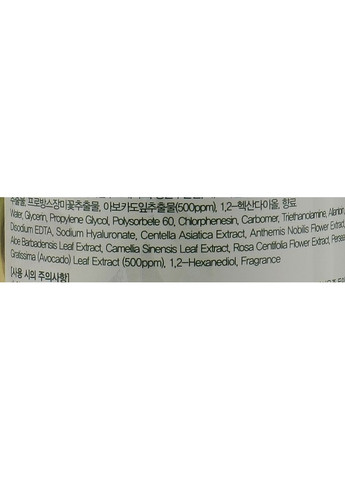 추출물, 프로방스장미꽃추출물, 아보카도잎추출물(500ppm), 1,2-헥산다이올, 향료
Water, Glycerin, Propylene Glycol, Polysorbate 60, Chlorphenesin, Carbomer, Triethanolamine, Allantoin,
Disodium EDTA, Sodium Hyaluronate, Centella Asiatica Extract, Anthemis Nobilis Flower Extract,
Aloe Barbadensis Leaf Extract, Camellia Sinensis Leaf Extract, Rosa Centifolia Flower Extract, Persea
Gratissima (Avocado) Leaf Extract (500ppm), 1,2-Hexanediol, Fragrance
[사용 시의 주의사항]